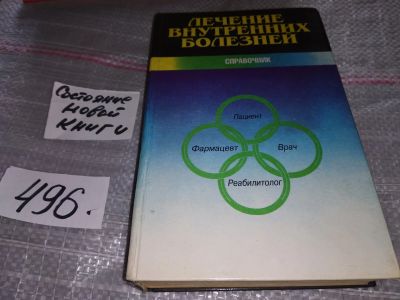 ЛЕЧЕНИЕ
ВНУТРЕННИХ
БОЛЕЗНЕЙ
СПРАВОЧНИК
Пациент
Фармацевт
Врач
Реабилитолог
Состояние
новой
книги
496.